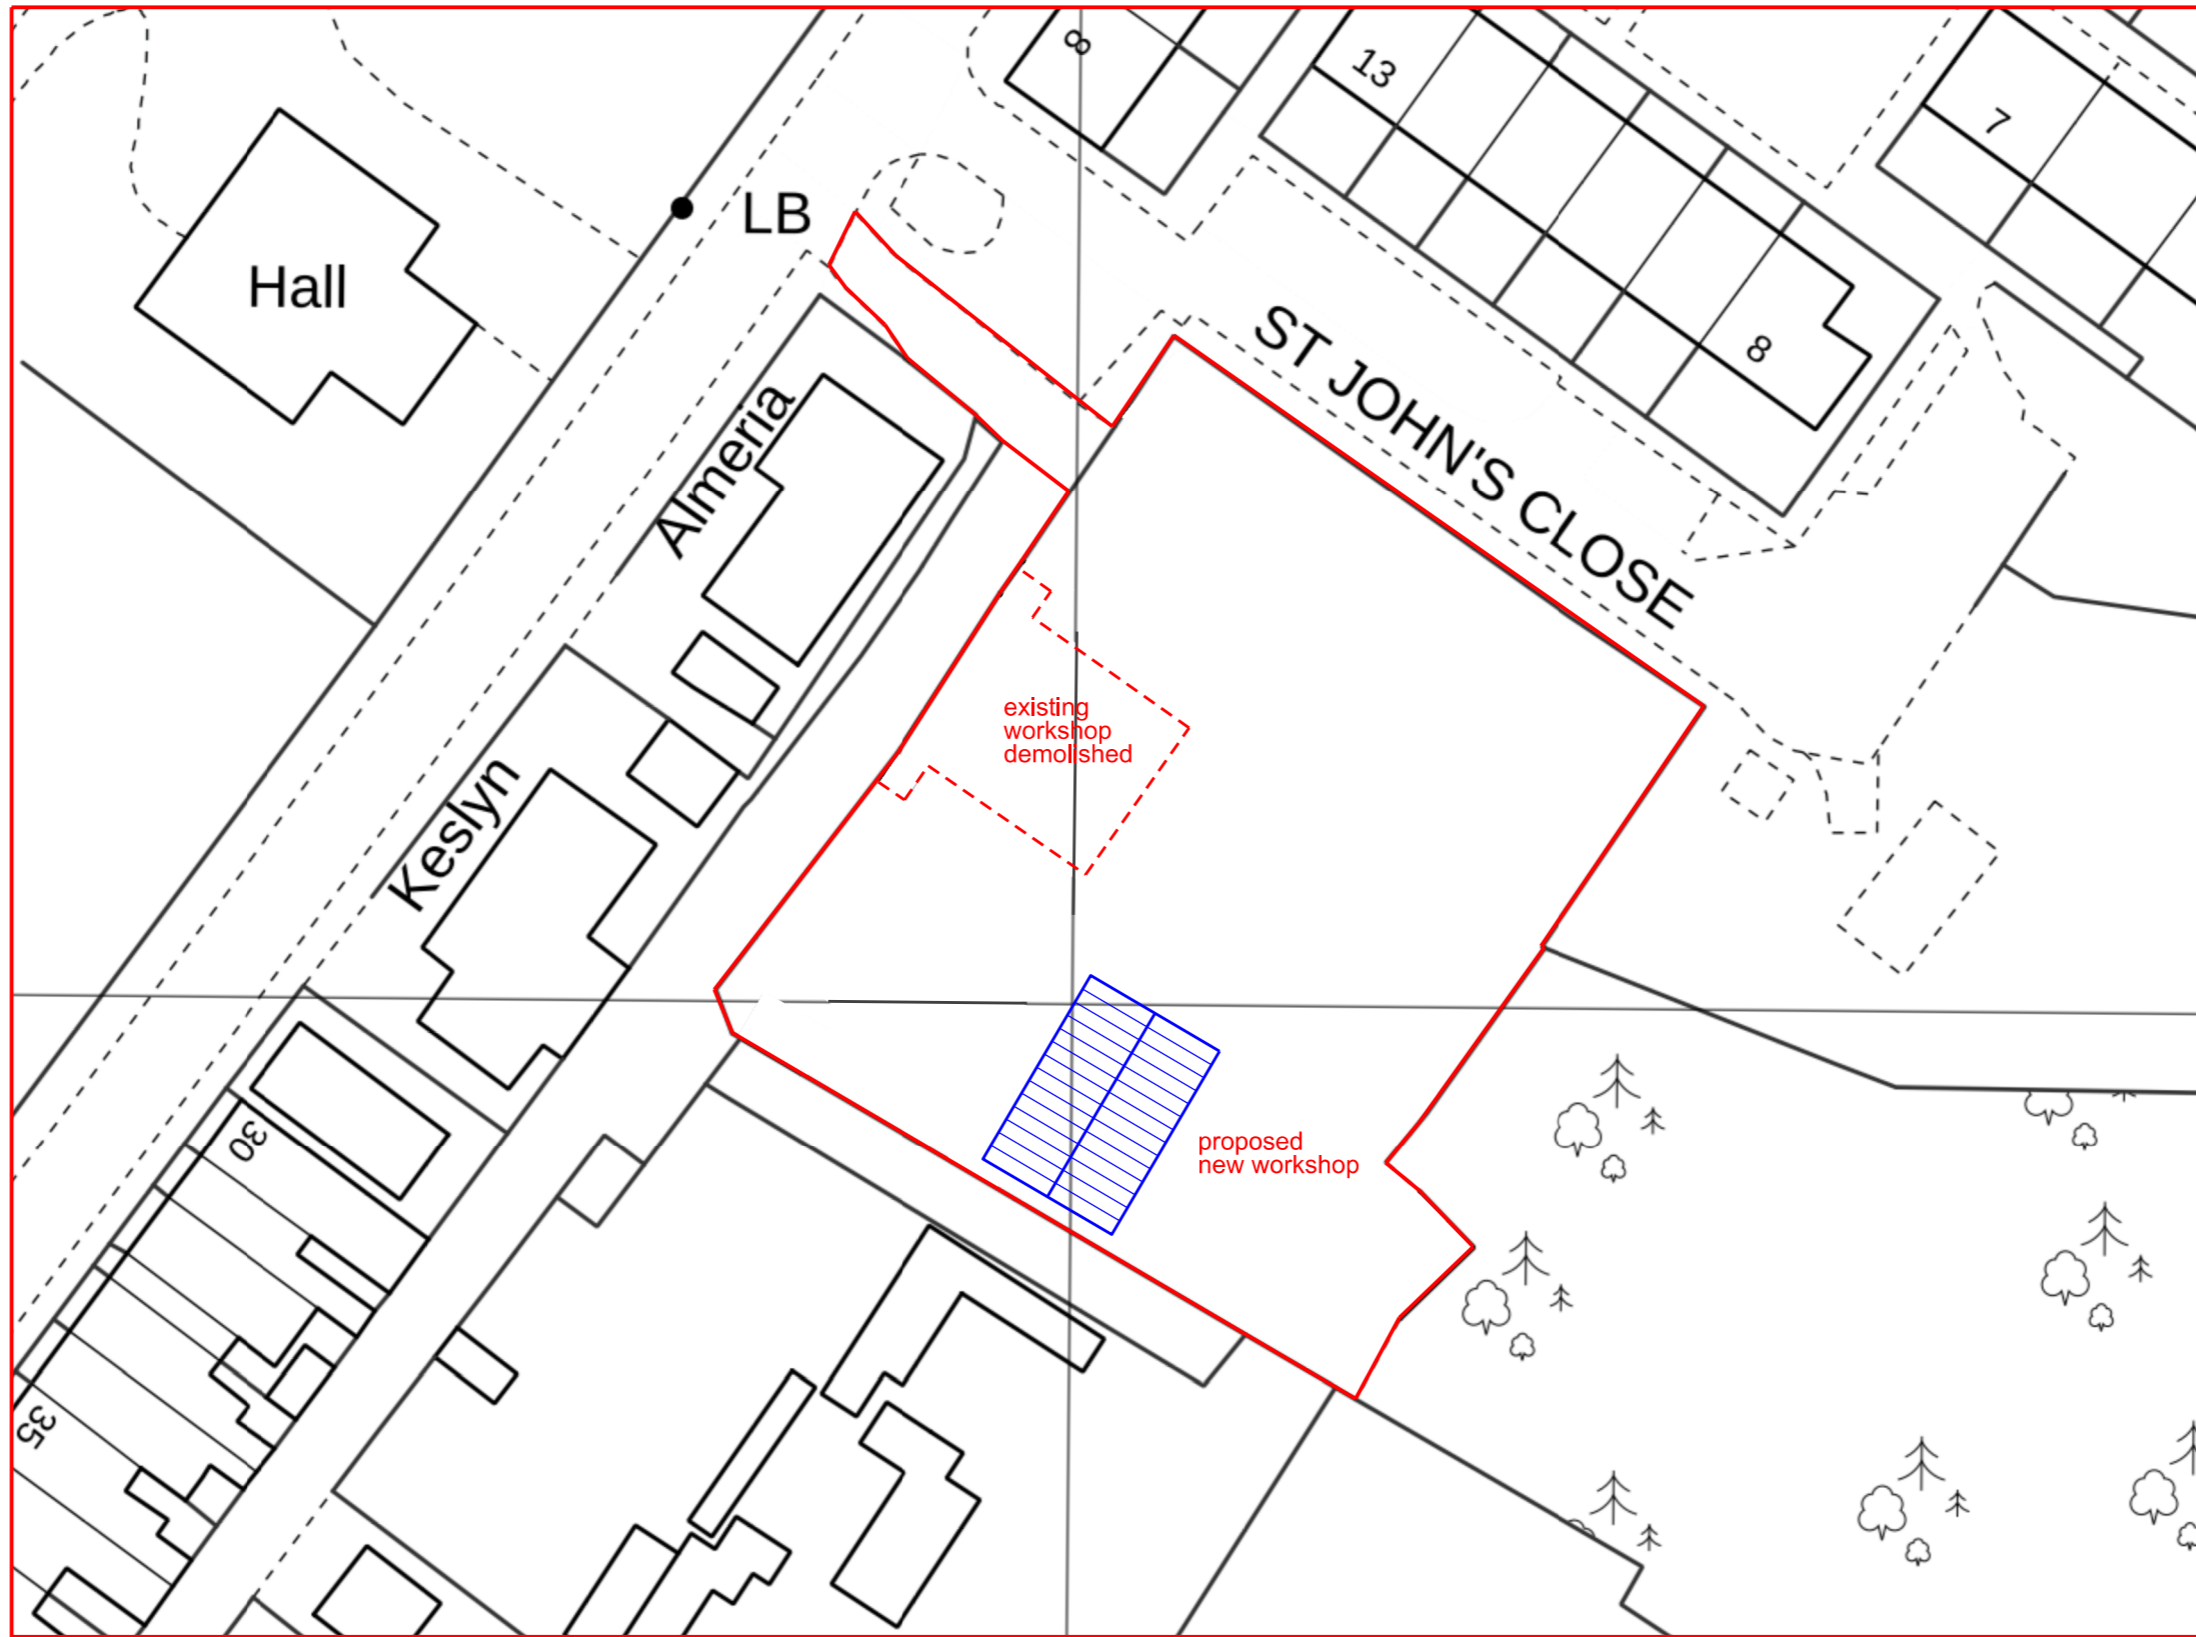 8
13
7
LB
Hall
ST JOHN'S CLOSE
8
Almeria
existing
workshop
demolished
Keslyn
30
proposed
new workshop
35